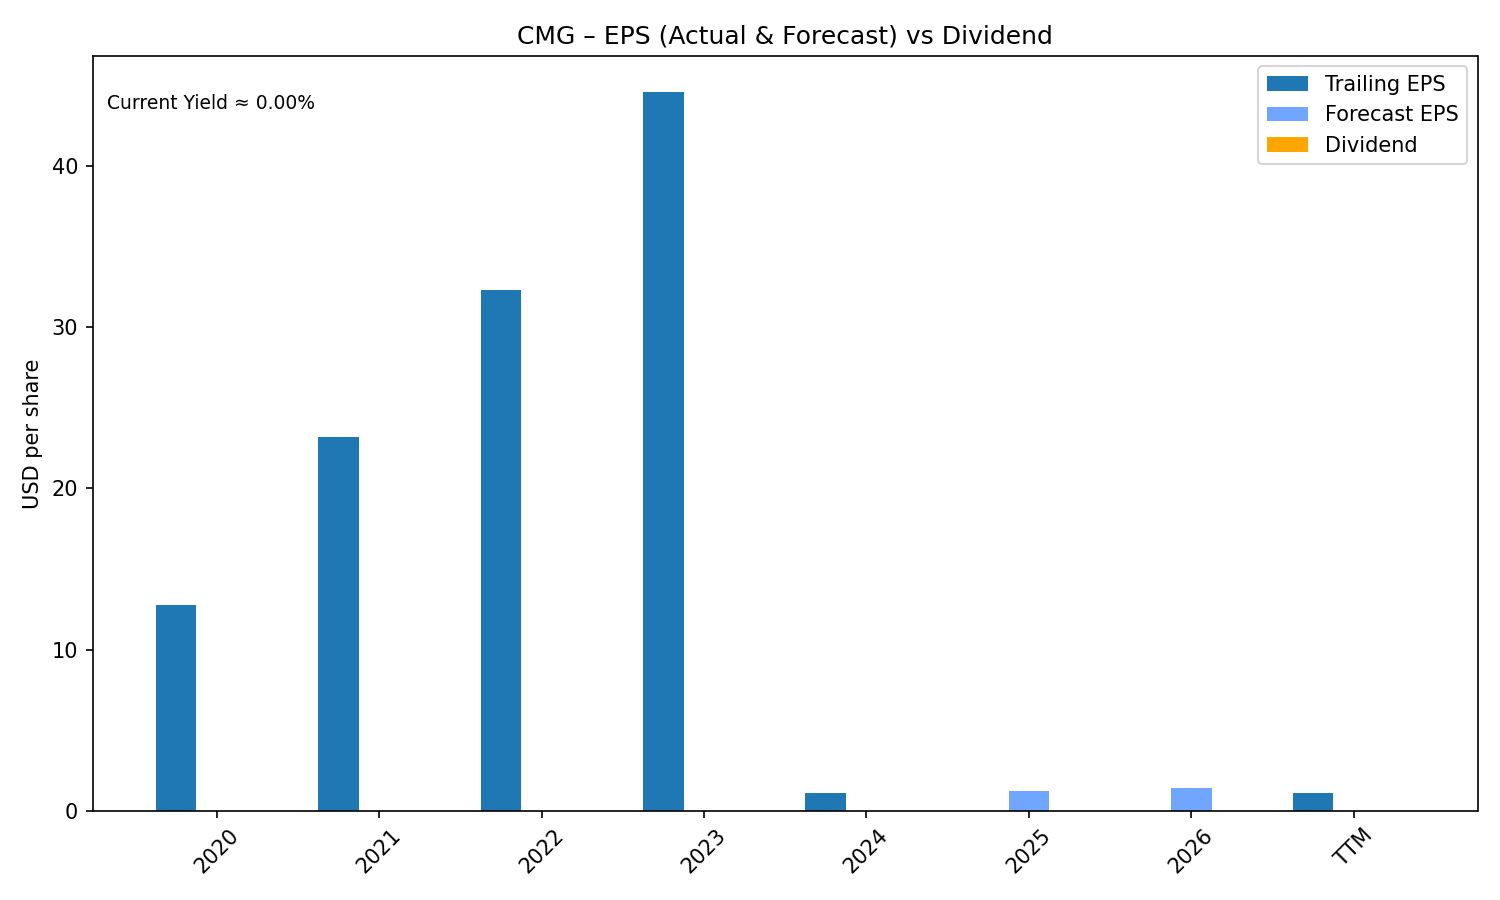 CMG – EPS (Actual & Forecast) vs Dividend
Current Yield ≈ 0.00%
Trailing EPS
Forecast EPS
Dividend
USD per share
40
30
20
10
0
2020
2021
2022
2023
2024
2025
2026
TTM